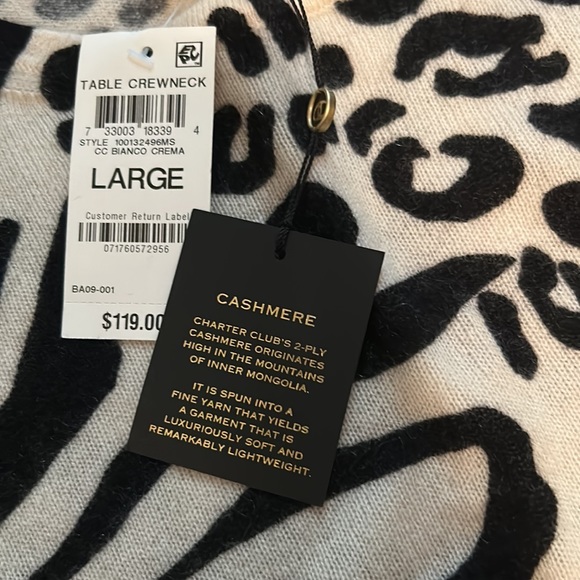 TABLE CREWNECK
7 33003 18339 4
STYLE 100132496MS
CC BIANCO CREMA
LARGE
Customer Return Label
071760572956
BA09-001
$119.00
CASHMERE
CHARTER CLUB'S 2-PLY
CASHMERE ORIGINATES
HIGH IN THE MOUNTAINS
OF INNER MONGOLIA.
IT IS SPUN INTO A
FINE YARN THAT YIELDS
A GARMENT THAT IS
LUXURIOUSLY SOFT AND
REMARKABLY LIGHTWEIGHT.